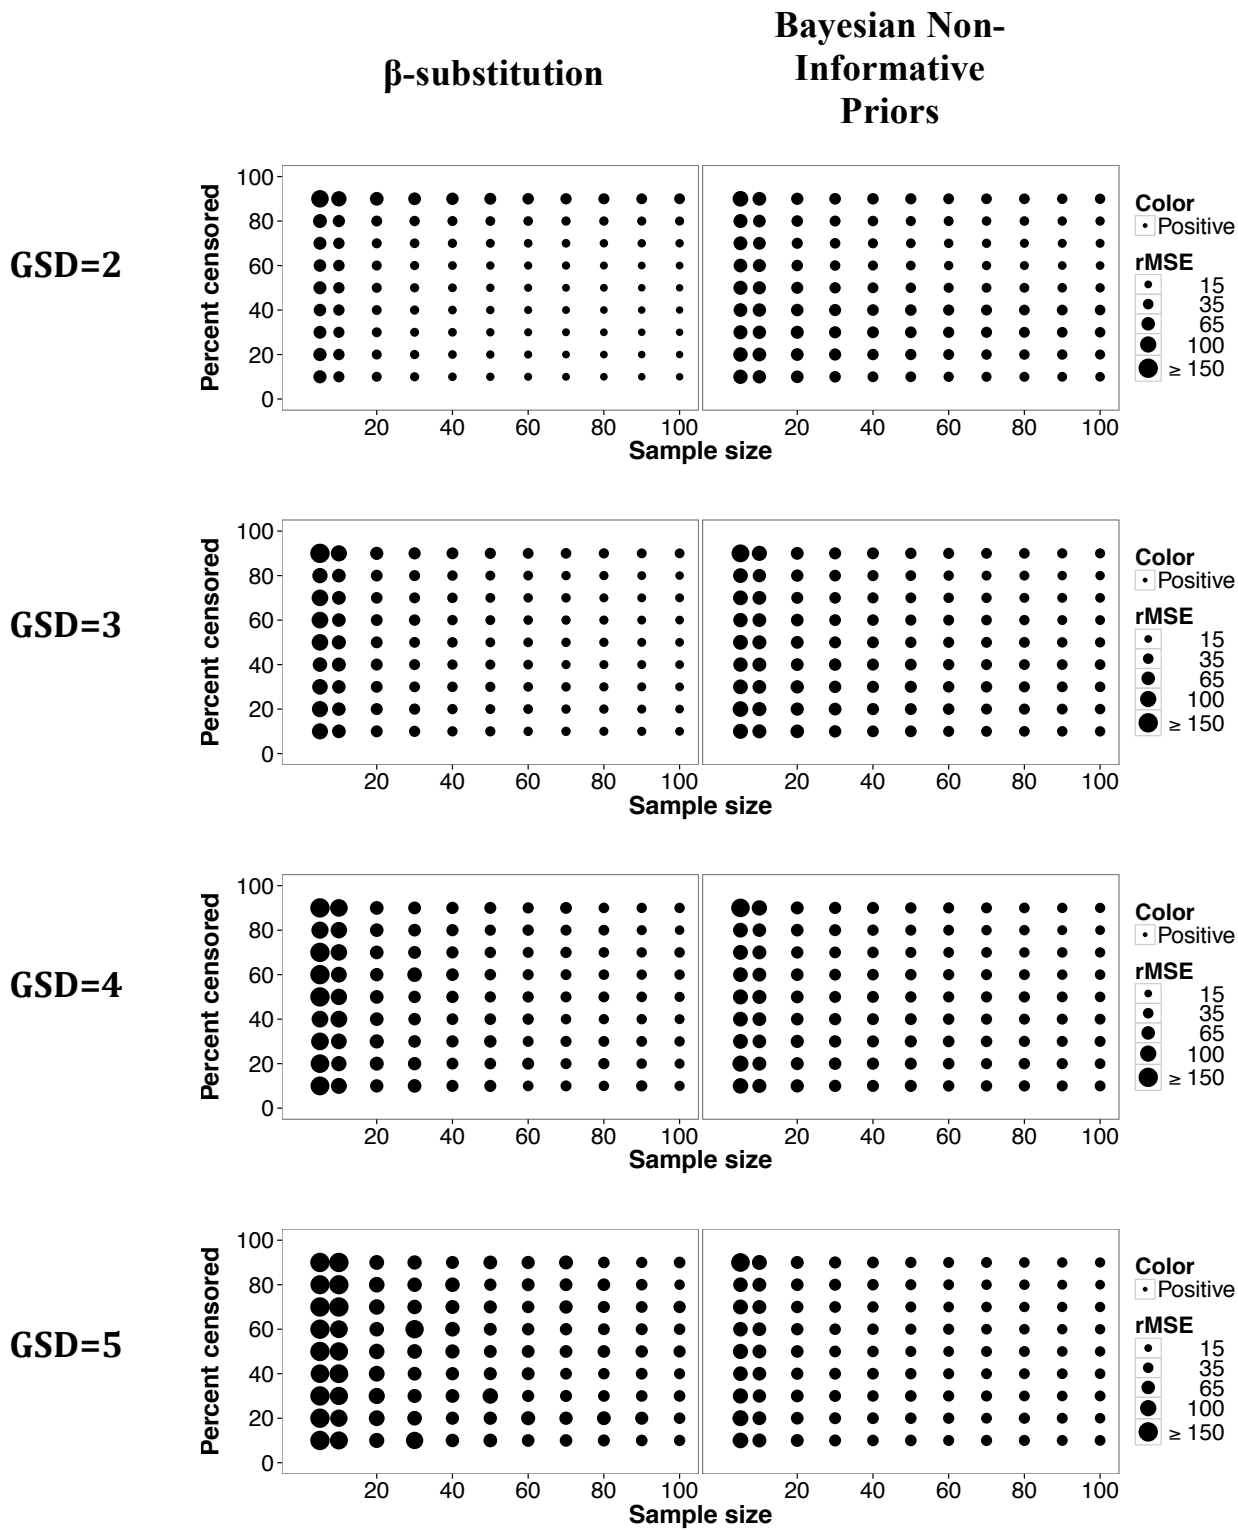 β-substitution
Bayesian Non-
Informative
Priors
GSD=2
Percent censored
100
80
60
40
20
0
20 40 60 80 100
20 40 60 80 100
Sample size
Color
Positive
rMSE
15
35
65
100
≥ 150
GSD=3
Percent censored
100
80
60
40
20
0
20 40 60 80 100
20 40 60 80 100
Sample size
Color
Positive
rMSE
15
35
65
100
≥ 150
GSD=4
Percent censored
100
80
60
40
20
0
20 40 60 80 100
20 40 60 80 100
Sample size
Color
Positive
rMSE
15
35
65
100
≥ 150
GSD=5
Percent censored
100
80
60
40
20
0
20 40 60 80 100
20 40 60 80 100
Sample size
Color
Positive
rMSE
15
35
65
100
≥ 150